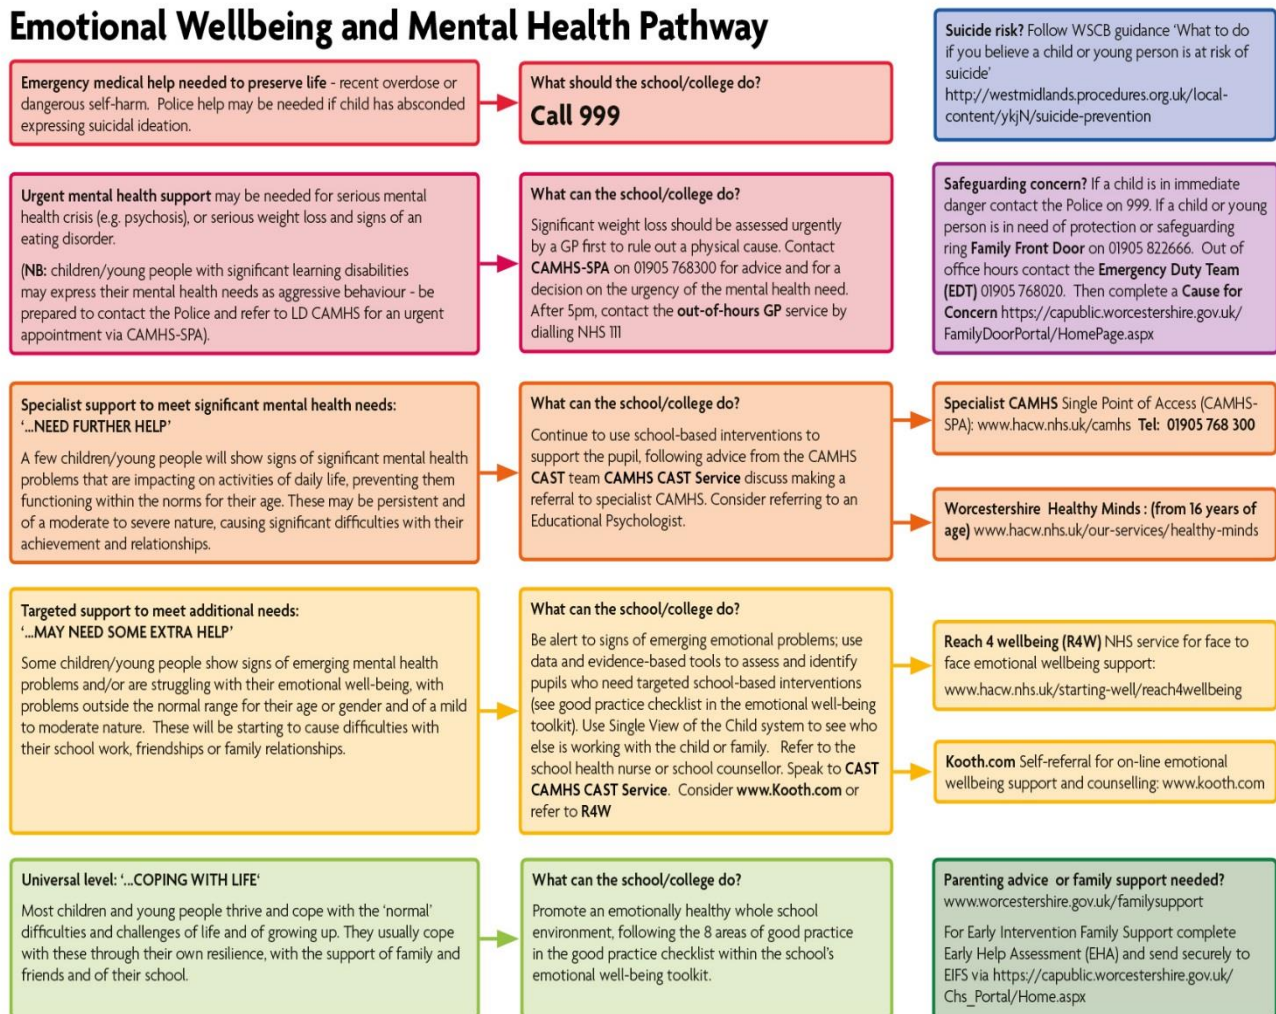 Emotional Wellbeing and Mental Health Pathway
Emergency medical help needed to preserve life - recent overdose or
dangerous self-harm. Police help may be needed if child has absconded
expressing suicidal ideation.
What should the school/college do?
Call 999
Suicide risk? Follow WSCB guidance 'What to do
if you believe a child or young person is at risk of
suicide'
http://westmidlands.procedures.org.uk/local-
content/ykjN/suicide-prevention
Urgent mental health support may be needed for serious mental
health crisis (e.g. psychosis), or serious weight loss and signs of an
eating disorder.
(NB: children/young people with significant learning disabilities
may express their mental health needs as aggressive behaviour - be
prepared to contact the Police and refer to LD CAMHS for an urgent
appointment via CAMHS-SPA).
What can the school/college do?
Significant weight loss should be assessed urgently
by a GP first to rule out a physical cause. Contact
CAMHS-SPA on 01905 768300 for advice and for a
decision on the urgency of the mental health need.
After 5pm, contact the out-of-hours GP service by
dialling NHS 111
Safeguarding concern? If a child is in immediate
danger contact the Police on 999. If a child or young
person is in need of protection or safeguarding
ring Family Front Door on 01905 822666. Out of
office hours contact the Emergency Duty Team
(EDT) 01905 768020. Then complete a Cause for
Concern https://capublic.worcestershire.gov.uk/
FamilyDoorPortal/HomePage.aspx
Specialist support to meet significant mental health needs:
'...NEED FURTHER HELP'
A few children/young people will show signs of significant mental health
problems that are impacting on activities of daily life, preventing them
functioning within the norms for their age. These may be persistent and
of a moderate to severe nature, causing significant difficulties with their
achievement and relationships.
What can the school/college do?
Continue to use school-based interventions to
support the pupil, following advice from the CAMHS
CAST team CAMHS CAST Service discuss making a
referral to specialist CAMHS. Consider referring to an
Educational Psychologist.
Specialist CAMHS Single Point of Access (CAMHS-
SPA): www.hacw.nhs.uk/camhs Tel: 01905 768 300
Worcestershire Healthy Minds : (from 16 years of
age) www.hacw.nhs.uk/our-services/healthy-minds
Targeted support to meet additional needs:
'...MAY NEED SOME EXTRA HELP'
Some children/young people show signs of emerging mental health
problems and/or are struggling with their emotional well-being, with
problems outside the normal range for their age or gender and of a mild
to moderate nature. These will be starting to cause difficulties with
their school work, friendships or family relationships.
What can the school/college do?
Be alert to signs of emerging emotional problems; use
data and evidence-based tools to assess and identify
pupils who need targeted school-based interventions
(see good practice checklist in the emotional well-being
toolkit). Use Single View of the Child system to see who
else is working with the child or family. Refer to the
school health nurse or school counsellor. Speak to CAST
CAMHS CAST Service. Consider www.Kooth.com or
refer to R4W
Reach 4 wellbeing (R4W) NHS service for face to
face emotional wellbeing support:
www.hacw.nhs.uk/starting-well/reach4wellbeing
Kooth.com Self-referral for on-line emotional
wellbeing support and counselling: www.kooth.com
Universal level: '...COPING WITH LIFE'
Most children and young people thrive and cope with the 'normal'
difficulties and challenges of life and of growing up. They usually cope
with these through their own resilience, with the support of family and
friends and of their school.
What can the school/college do?
Promote an emotionally healthy whole school
environment, following the 8 areas of good practice
in the good practice checklist within the school's
emotional well-being toolkit.
Parenting advice or family support needed?
www.worcestershire.gov.uk/familysupport
For Early Intervention Family Support complete
Early Help Assessment (EHA) and send securely to
EIFS via https://capublic.worcestershire.gov.uk/
Chs_Portal/Home.aspx